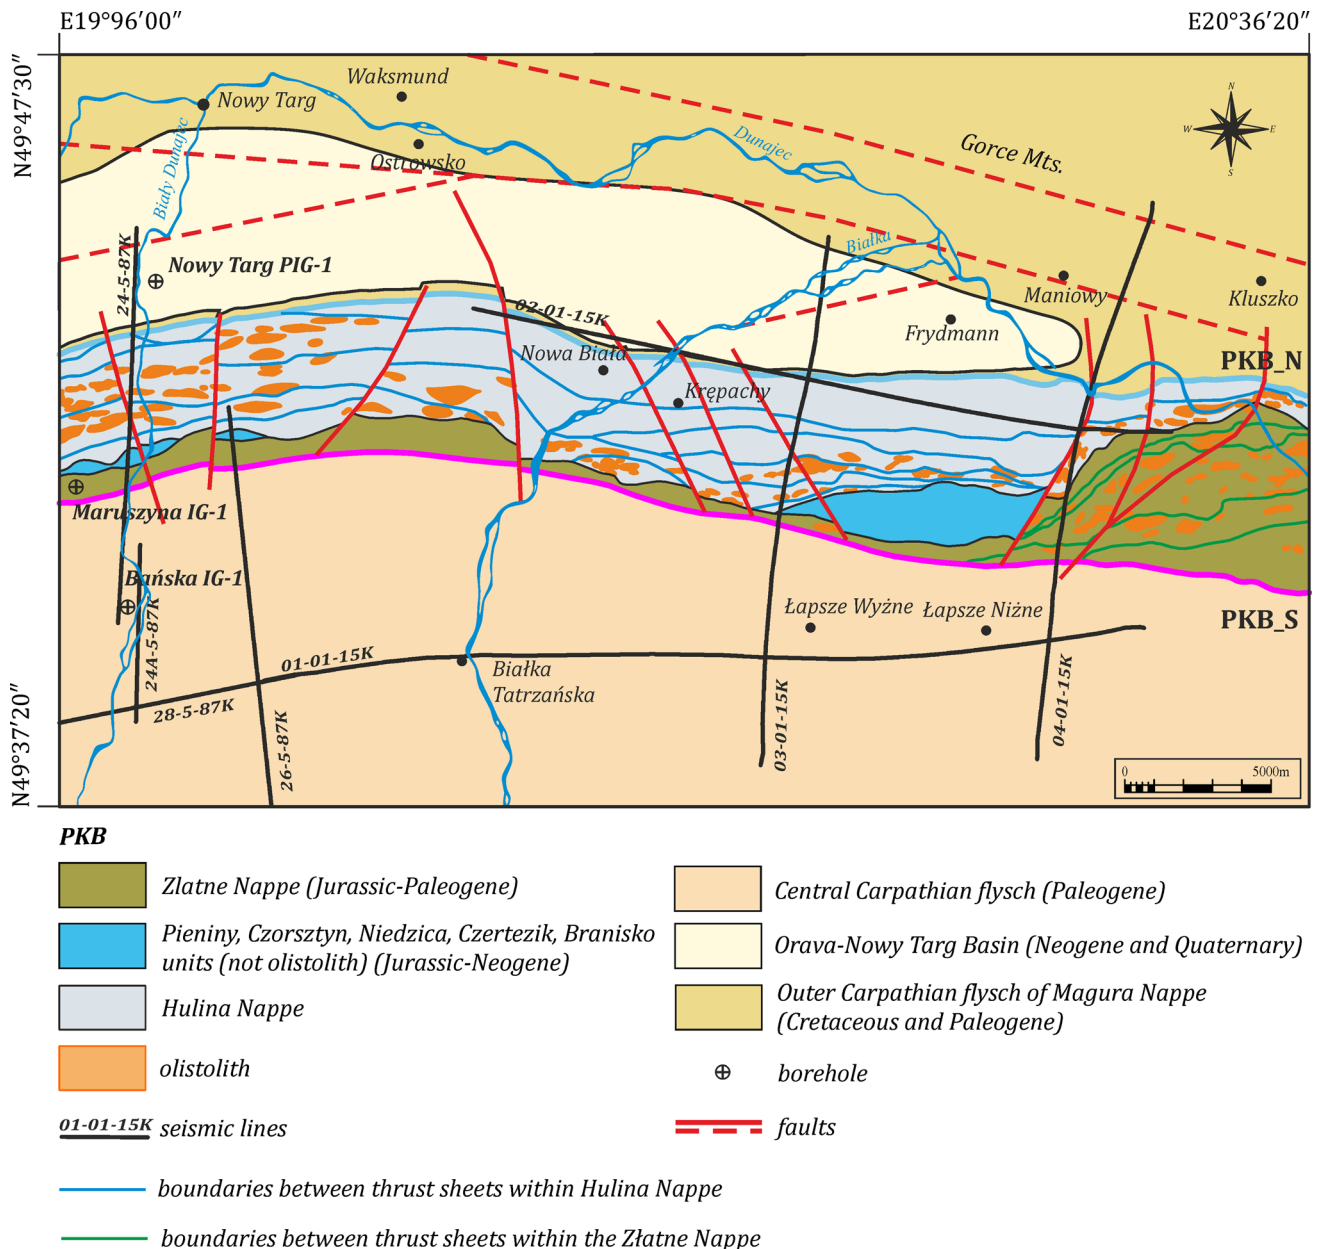 E19°96′00″
E20°36′20″
N49°47′30″
N49°37′20″
Waksmund
Nowy Targ
Ostrowsko
Biały Dunajec
Dunajec
Gorce Mts.
N
W
E
S
Białka
24-5-87K
Nowy Targ PIG-1
Maniowy
Kluszko
02-01-15K
Frydmann
Nowa Biała
PKB_N
Krępachy
Maruszyna IG-1
Bańska IG-1
24A-5-87K
Łapsze Wyżne
Łapsze Niżne
PKB_S
01-01-15K
Białka
Tatrzańska
28-5-87K
26-5-87K
03-01-15K
04-01-15K
0
5000m
PKB
Zlatne Nappe (Jurassic-Paleogene)
Pieniny, Czorsztyn, Niedzica, Czertezik, Branisko
units (not olistolith) (Jurassic-Neogene)
Hulina Nappe
olistolith
01-01-15K seismic lines
boundaries between thrust sheets within Hulina Nappe
boundaries between thrust sheets within the Złatne Nappe
Central Carpathian flysch (Paleogene)
Orava-Nowy Targ Basin (Neogene and Quaternary)
Outer Carpathian flysch of Magura Nappe
(Cretaceous and Paleogene)
borehole
faults